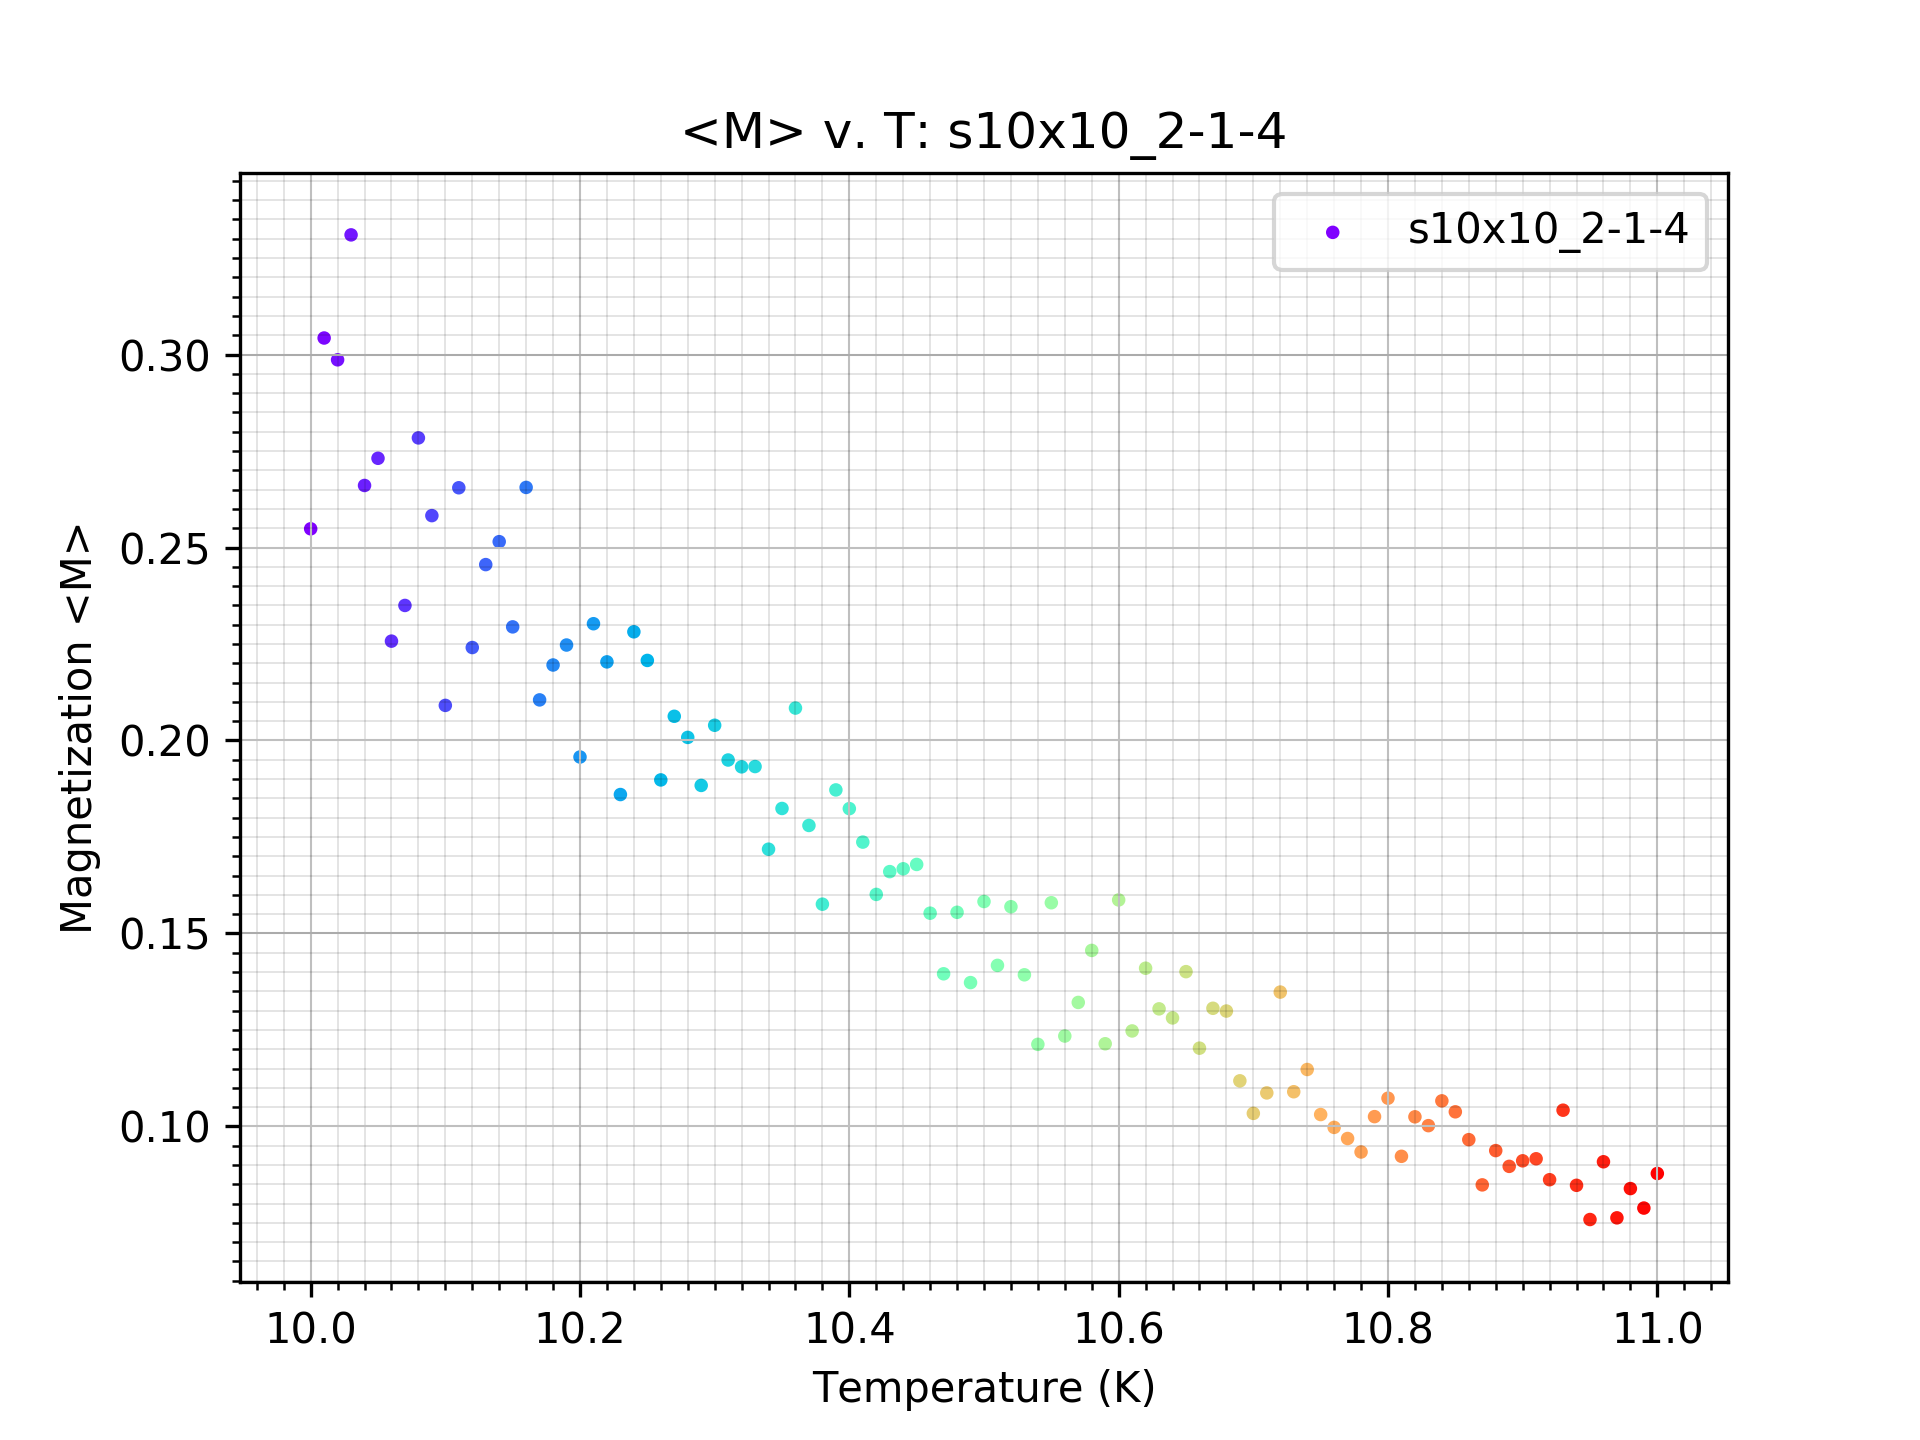 <M> v. T: s10x10_2-1-4
s10x10_2-1-4
0.30
0.25
0.20
0.15
0.10
Magnetization <M>
10.0 10.2 10.4 10.6 10.8 11.0
Temperature (K)